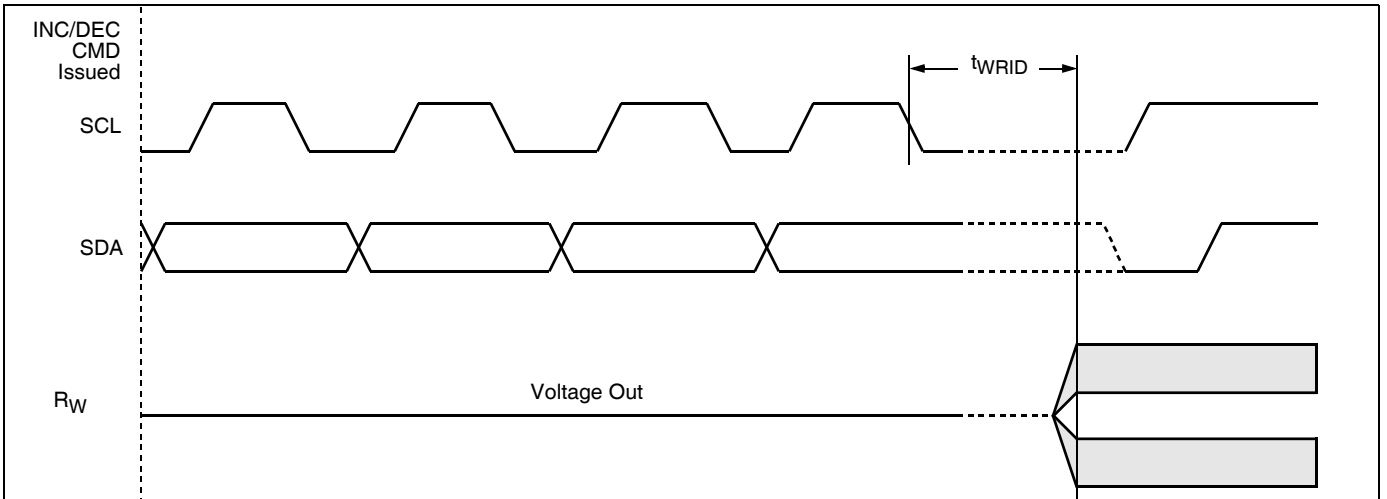 INC/DEC
CMD
Issued
tWRID
SCL
SDA
Voltage Out
RW